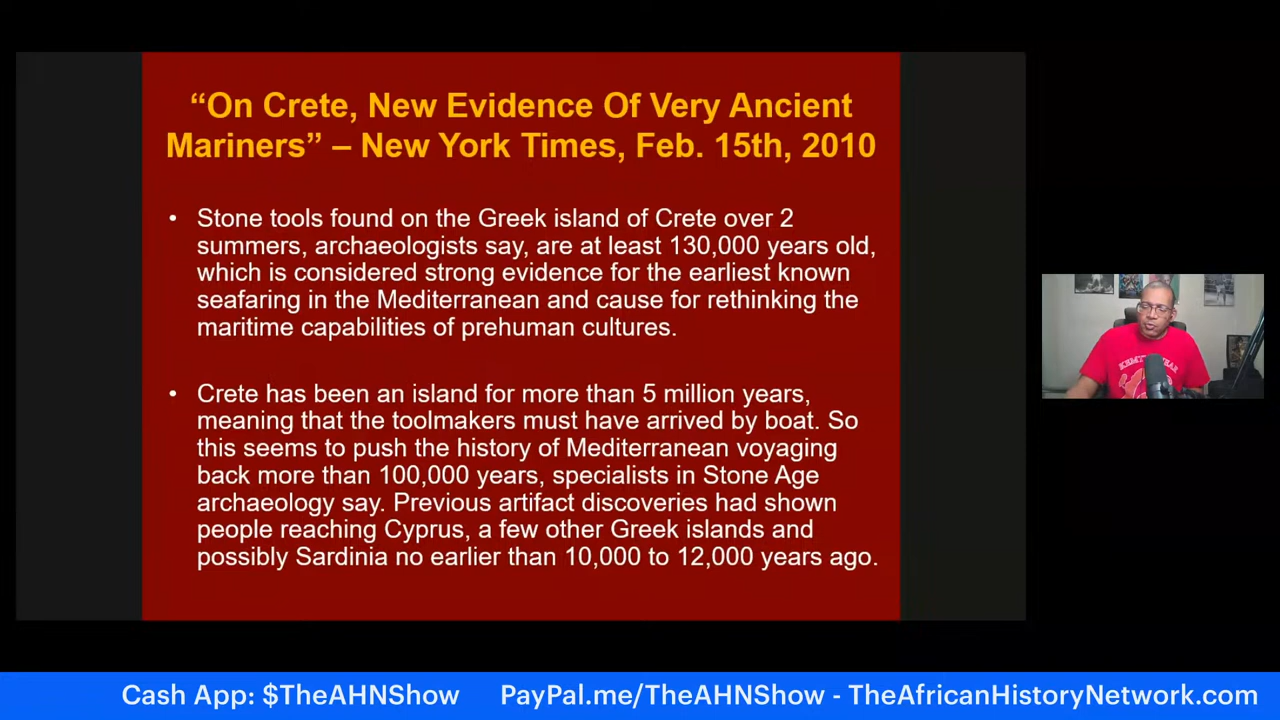 “On Crete, New Evidence Of Very Ancient
Mariners” – New York Times, Feb. 15th, 2010
• Stone tools found on the Greek island of Crete over 2
summers, archaeologists say, are at least 130,000 years old,
which is considered strong evidence for the earliest known
seafaring in the Mediterranean and cause for rethinking the
maritime capabilities of prehuman cultures.
• Crete has been an island for more than 5 million years,
meaning that the toolmakers must have arrived by boat. So
this seems to push the history of Mediterranean voyaging
back more than 100,000 years, specialists in Stone Age
archaeology say. Previous artifact discoveries had shown
people reaching Cyprus, a few other Greek islands and
possibly Sardinia no earlier than 10,000 to 12,000 years ago.
Cash App: $TheAHNShow PayPal.me/TheAHNShow - TheAfricanHistoryNetwork.com